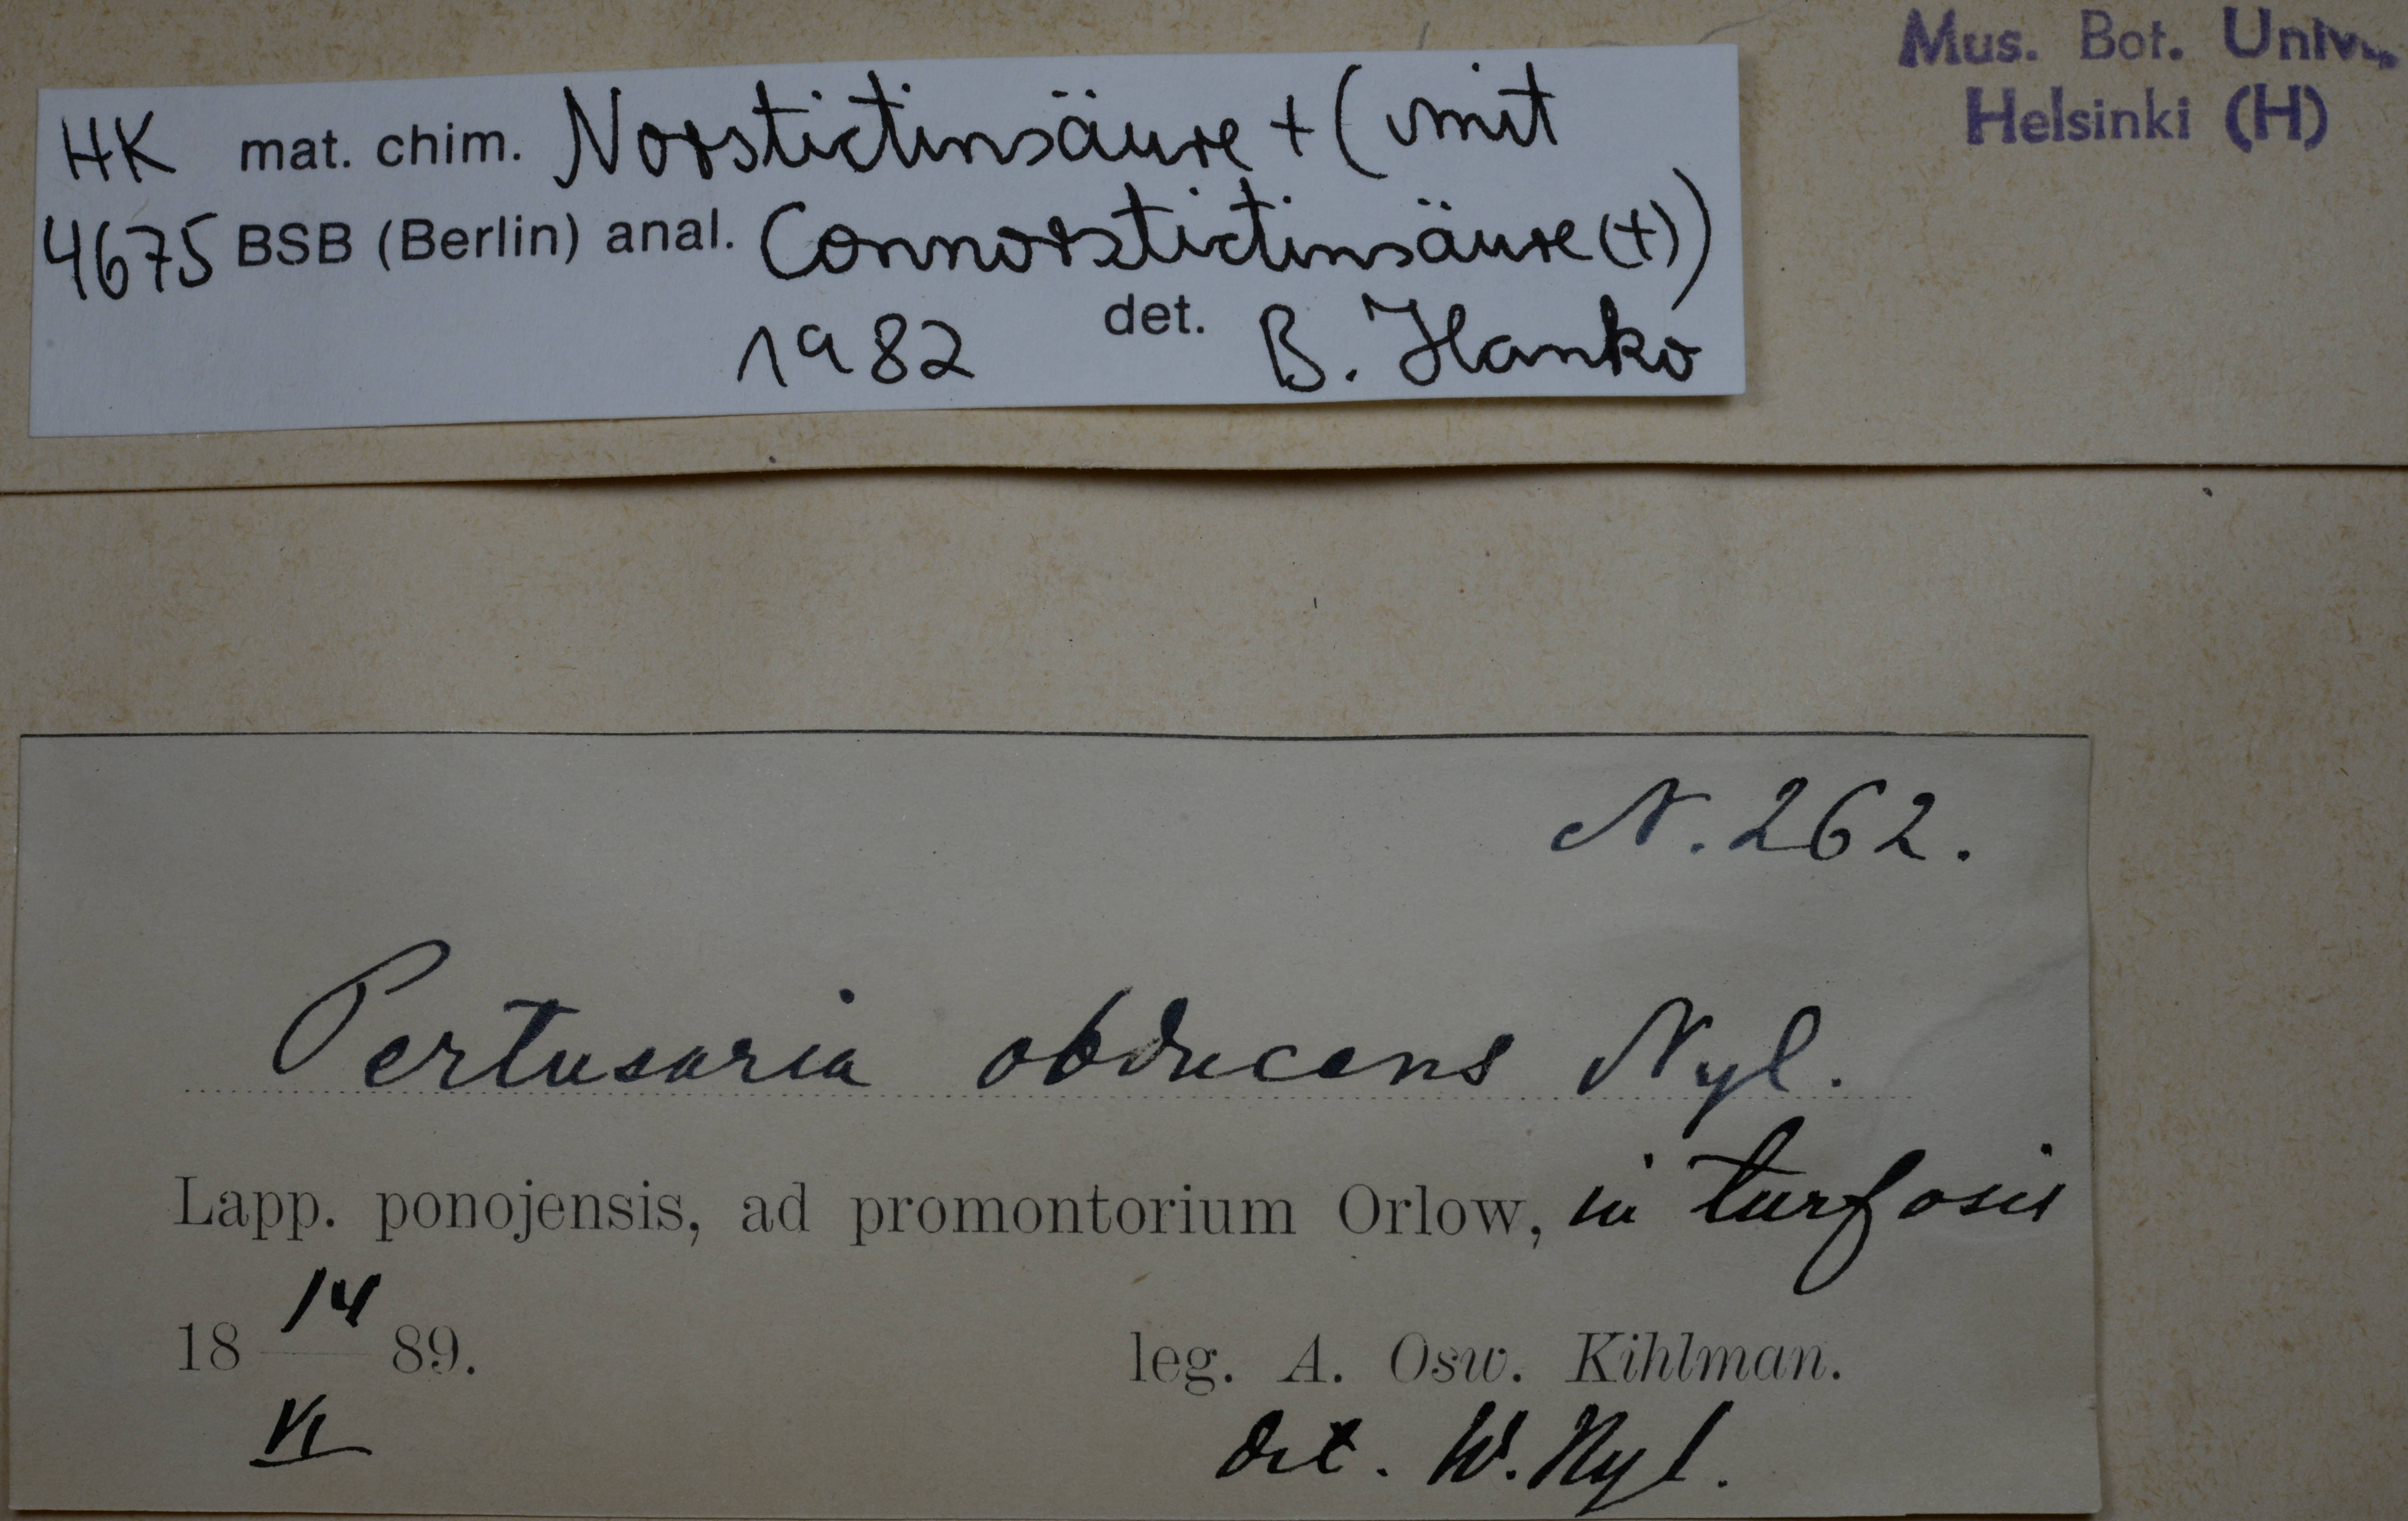 Mus. Bot. Univ.
Helsinki (H)
HK mat. chim. Norstictinsäure + (mit
4675 BSB (Berlin) anal. Connorstictinsäure (+))
1982 det. B. Hanko
N. 262.
Pertusaria obducens Nyl.
Lapp. ponojensis, ad promontorium Orlow, in turfosis
18 14/VI 89. leg. A. Osw. Kihlman.
det. W. Nyl.